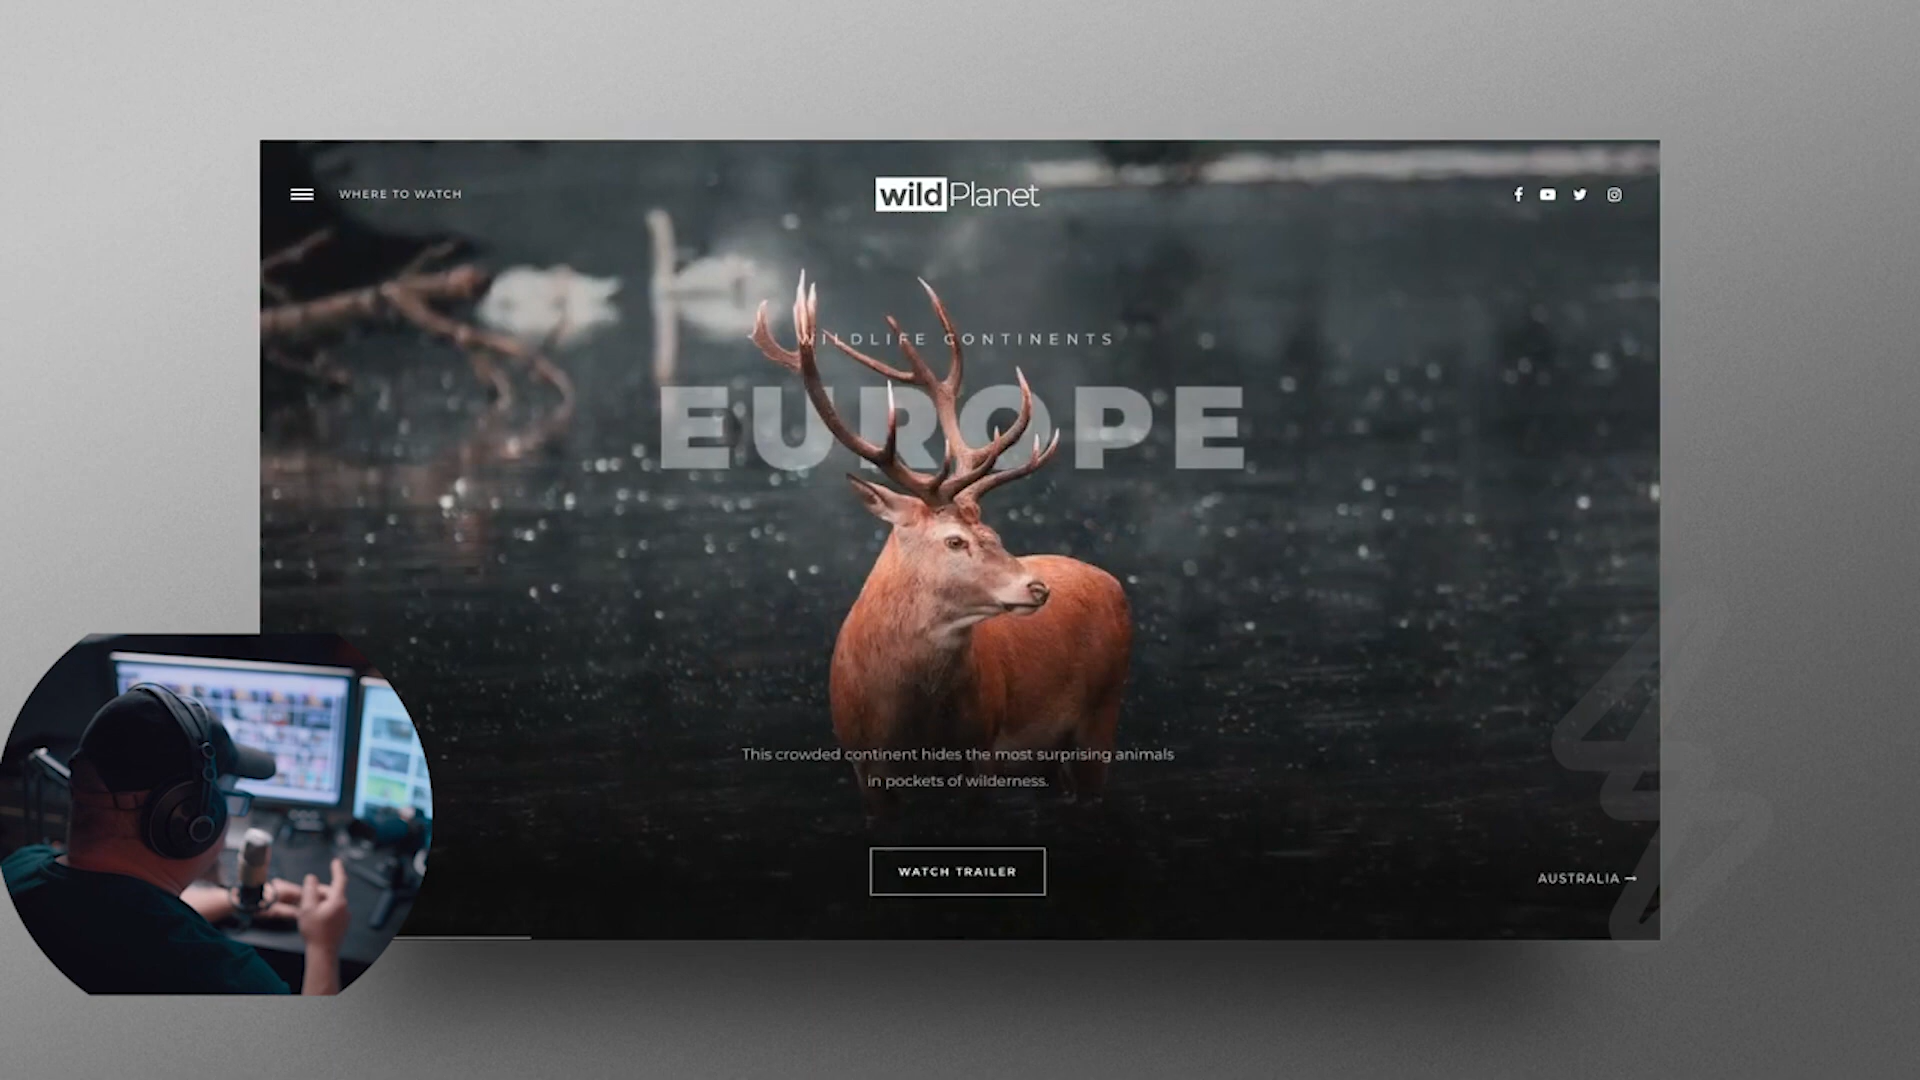 WHERE TO WATCH
wildPlanet
WILDLIFE CONTINENTS
EUROPE
This crowded continent hides the most surprising animals
in pockets of wilderness.
WATCH TRAILER
AUSTRALIA →